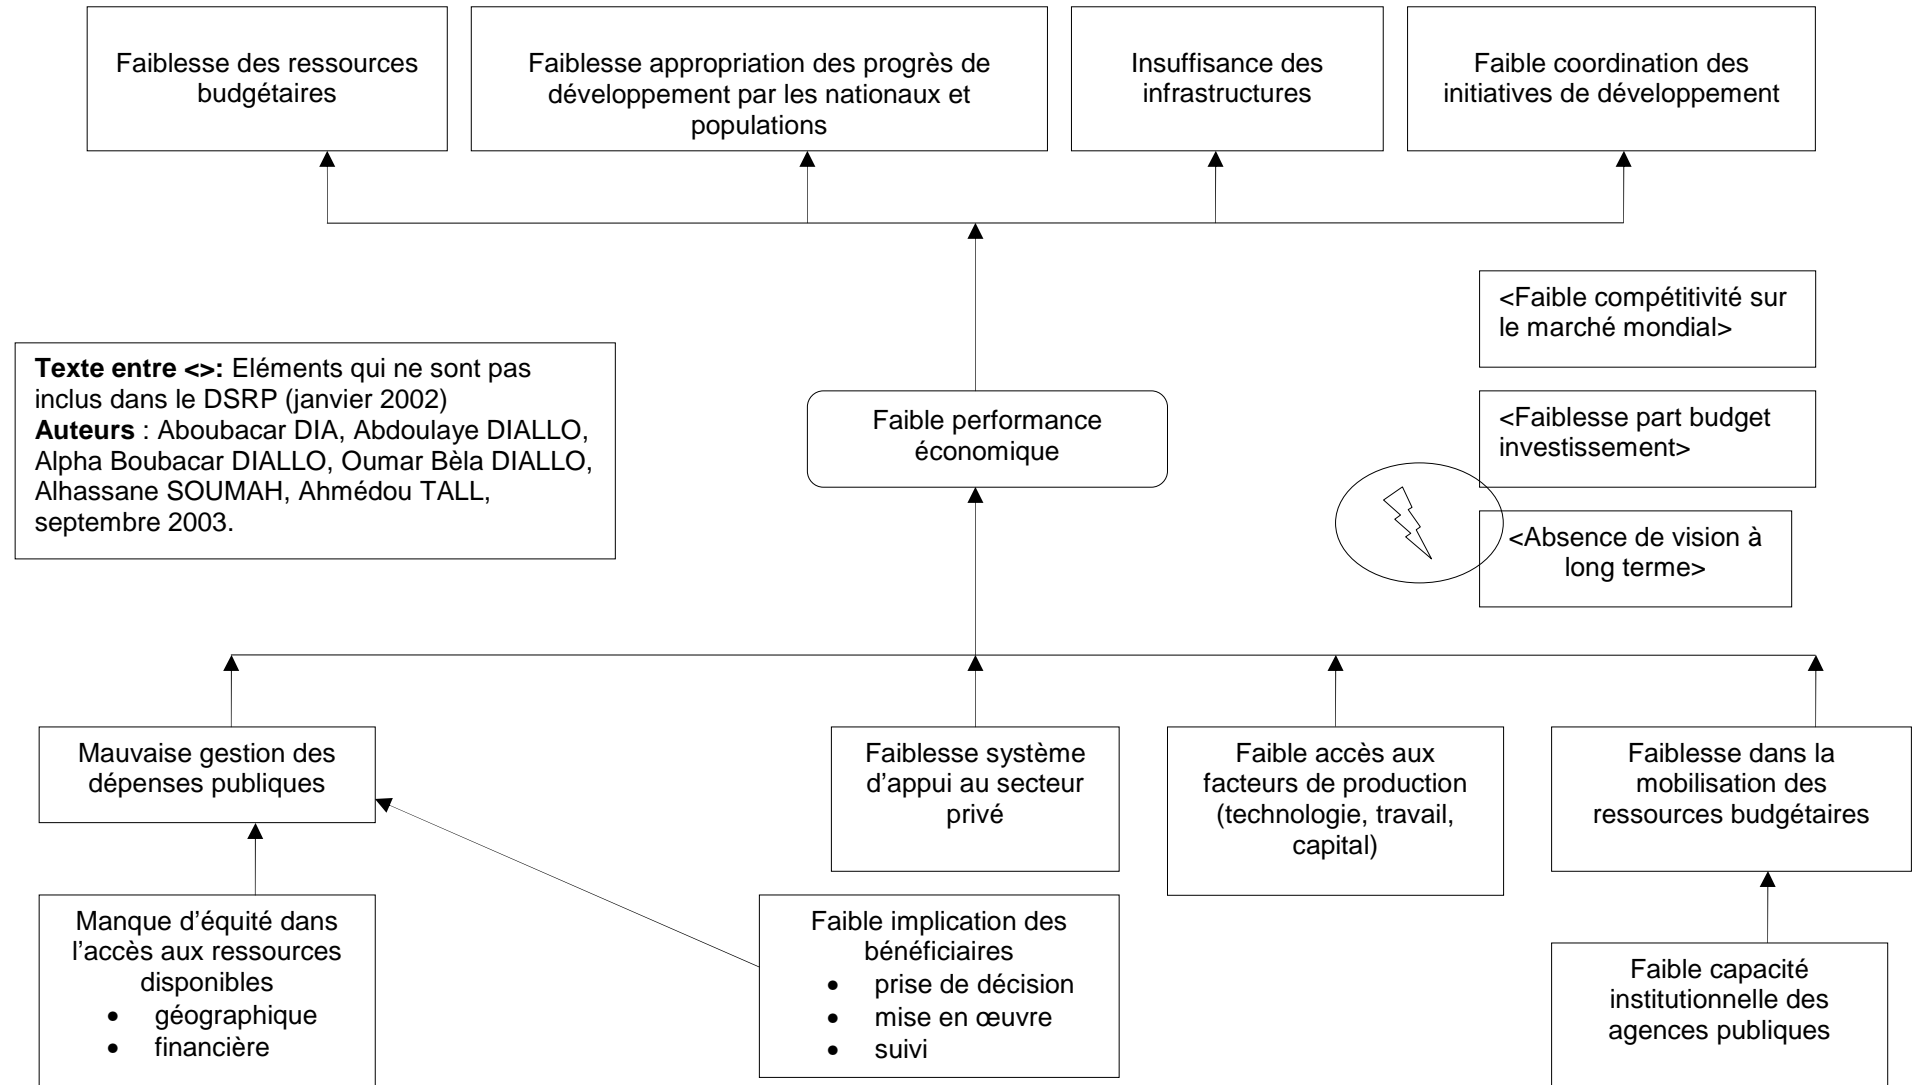 Faiblesse des ressources
budgétaires
Faiblesse appropriation des progrès de
développement par les nationaux et
populations
Insuffisance des
infrastructures
Faible coordination des
initiatives de développement
<Faible compétitivité sur
le marché mondial>
Texte entre <>: Eléments qui ne sont pas
inclus dans le DSRP (janvier 2002)
Auteurs : Aboubacar DIA, Abdoulaye DIALLO,
Alpha Boubacar DIALLO, Oumar Bèla DIALLO,
Alhassane SOUMAH, Ahmédou TALL,
septembre 2003.
Faible performance
économique
<Faiblesse part budget
investissement>
<Absence de vision à
long terme>
Mauvaise gestion des
dépenses publiques
Faiblesse système
d'appui au secteur
privé
Faible accès aux
facteurs de production
(technologie, travail,
capital)
Faiblesse dans la
mobilisation des
ressources budgétaires
Manque d'équité dans
l'accès aux ressources
disponibles
• géographique
• financière
Faible implication des
bénéficiaires
• prise de décision
• mise en œuvre
• suivi
Faible capacité
institutionnelle des
agences publiques